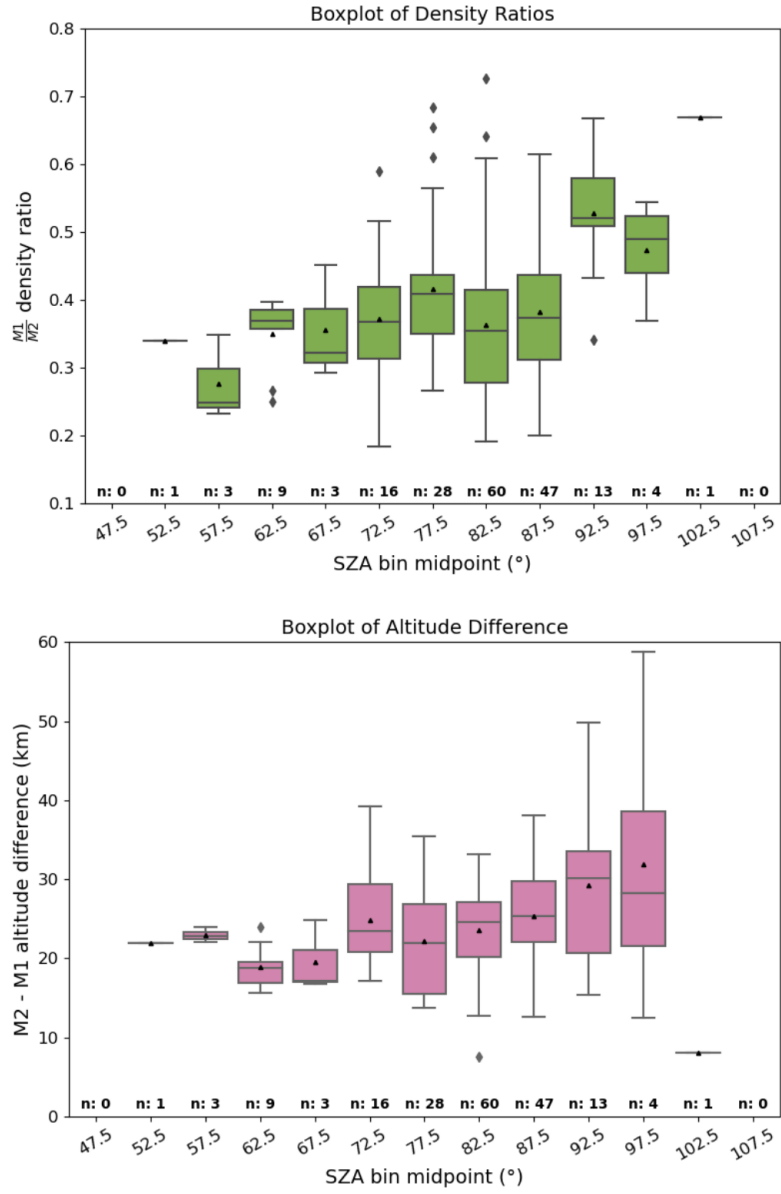 Boxplot of Density Ratios
0.8
0.7
0.6
0.5
0.4
0.3
0.2
0.1
M1/M2 density ratio
n: 0 n: 1 n: 3 n: 9 n: 3 n: 16 n: 28 n: 60 n: 47 n: 13 n: 4 n: 1 n: 0
47.5 52.5 57.5 62.5 67.5 72.5 77.5 82.5 87.5 92.5 97.5 102.5 107.5
SZA bin midpoint (°)
Boxplot of Altitude Difference
60
50
40
30
20
10
0
M2 - M1 altitude difference (km)
n: 0 n: 1 n: 3 n: 9 n: 3 n: 16 n: 28 n: 60 n: 47 n: 13 n: 4 n: 1 n: 0
47.5 52.5 57.5 62.5 67.5 72.5 77.5 82.5 87.5 92.5 97.5 102.5 107.5
SZA bin midpoint (°)